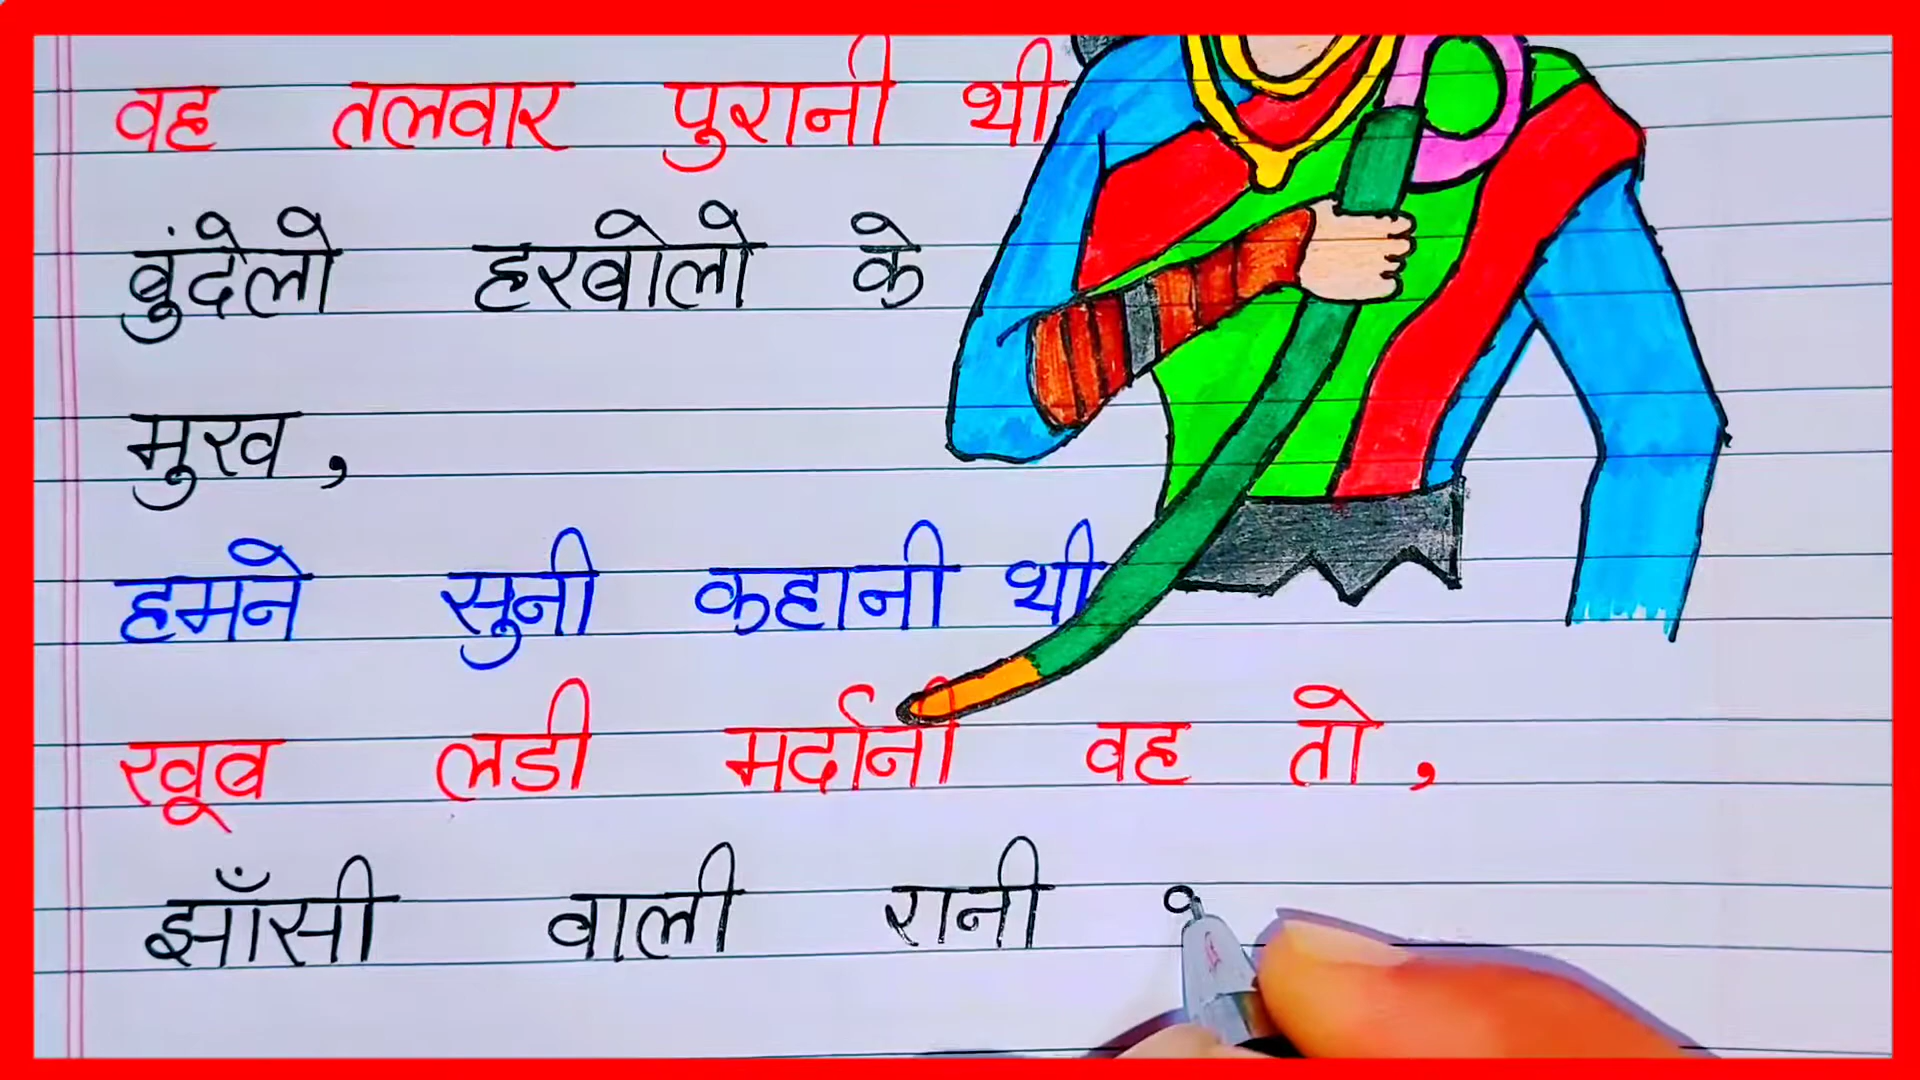 वह तलवार पुरानी थी
बुंदेलो हरबोलो के
मुख,
हमने सुनी कहानी थी
खूब लडी मर्दानी वह तो,
झाँसी वाली रानी